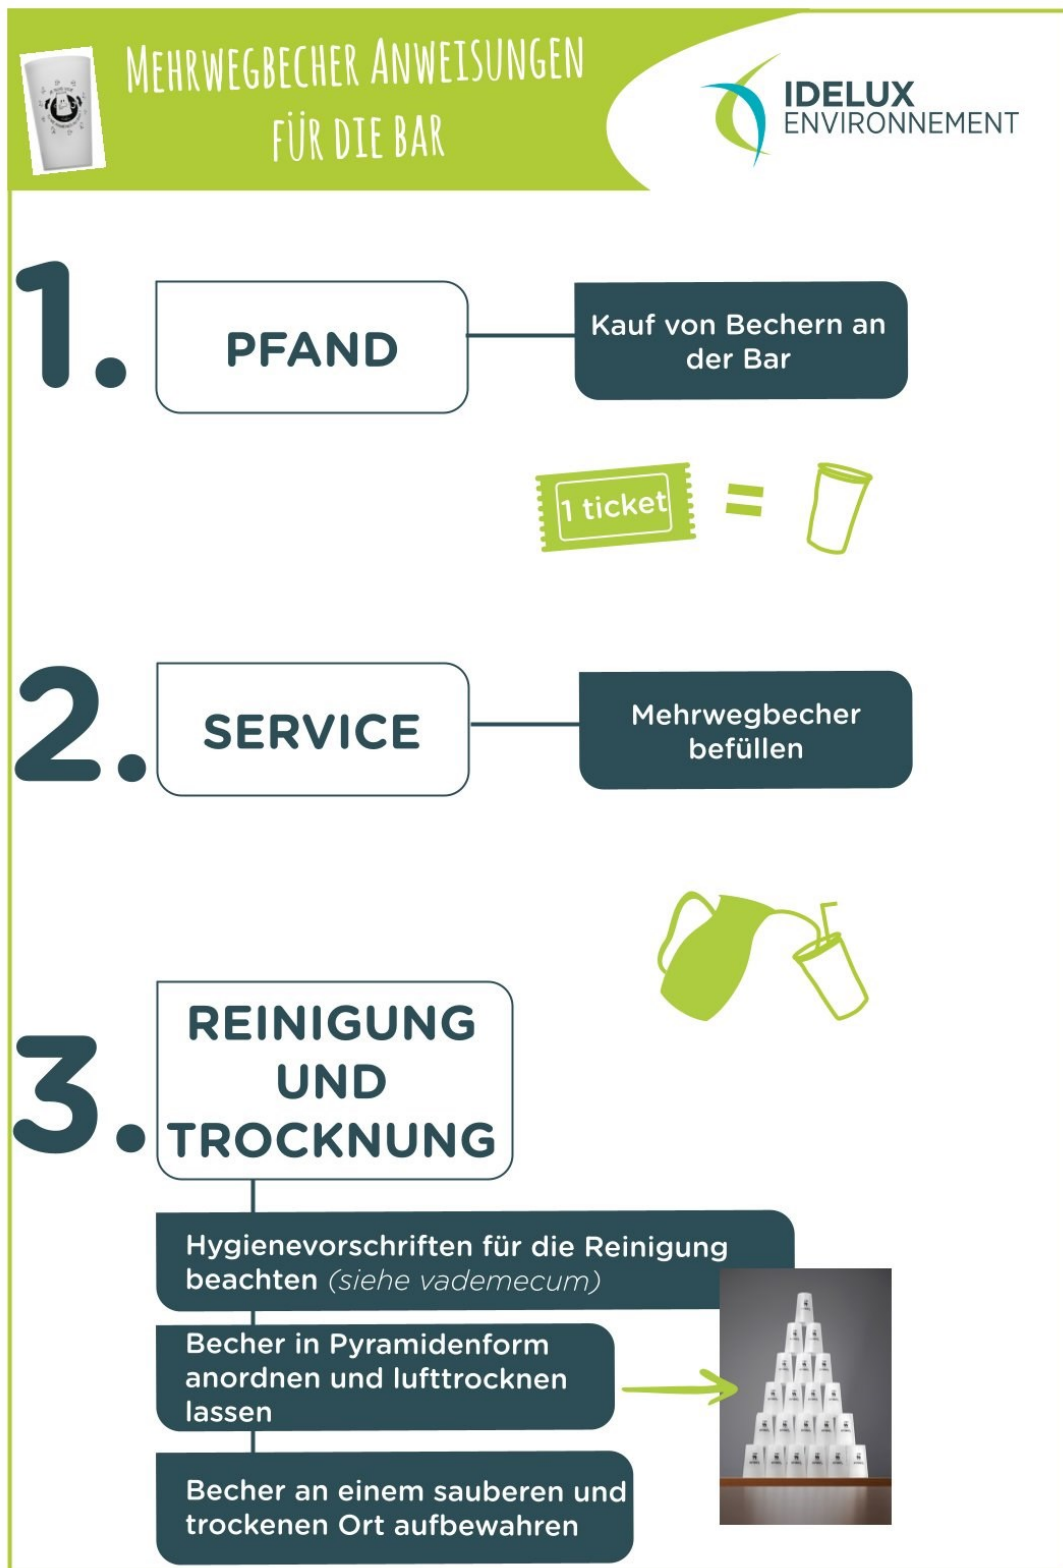 MEHRWEGBECHER ANWEISUNGEN
FÜR DIE BAR
IDELUX
ENVIRONNEMENT
1.
PFAND
Kauf von Bechern an
der Bar
1 ticket
=
2.
SERVICE
Mehrwegbecher
befüllen
3.
REINIGUNG
UND
TROCKNUNG
Hygienevorschriften für die Reinigung
beachten (siehe vademecum)
Becher in Pyramidenform
anordnen und lufttrocknen
lassen
Becher an einem sauberen und
trockenen Ort aufbewahren